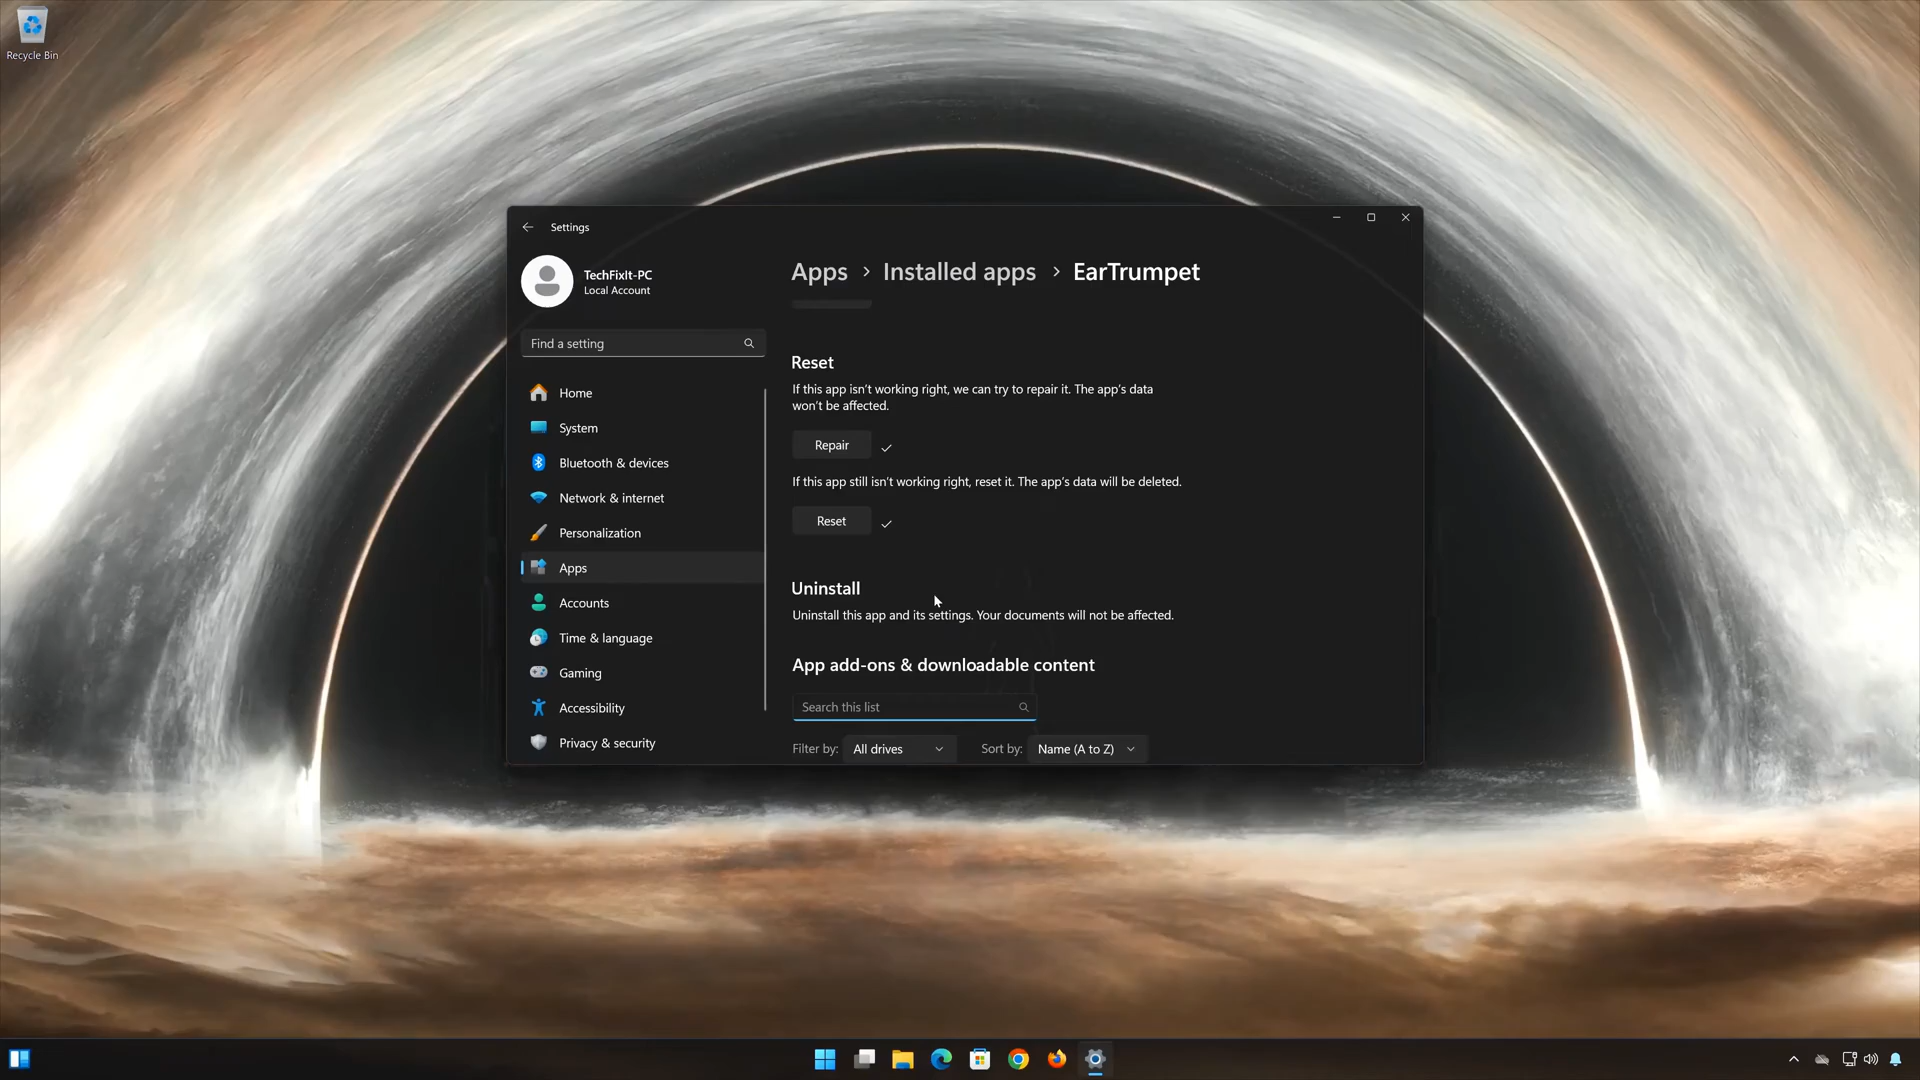 Recycle Bin
Settings
TechFixIt-PC
Local Account
Find a setting
Home
System
Bluetooth & devices
Network & internet
Personalization
Apps
Accounts
Time & language
Gaming
Accessibility
Privacy & security
Apps > Installed apps > EarTrumpet
Reset
If this app isn't working right, we can try to repair it. The app's data
won't be affected.
Repair
If this app still isn't working right, reset it. The app's data will be deleted.
Reset
Uninstall
Uninstall this app and its settings. Your documents will not be affected.
App add-ons & downloadable content
Search this list
Filter by: All drives Sort by: Name (A to Z)